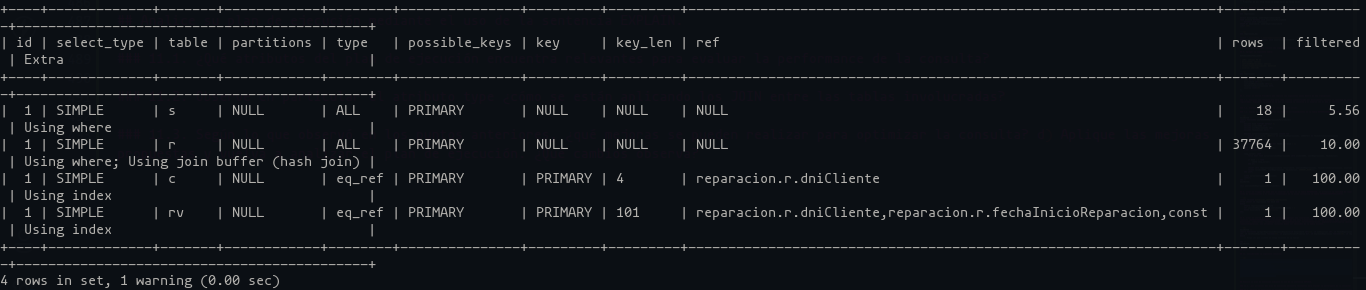 +----+-------------+-------+------------+--------+---------------+---------+---------+------------------------------------------------------------------+-------+----------
-+---------------------------------------------+
| id | select_type | table | partitions | type   | possible_keys | key     | key_len | ref                                                              | rows  | filtered
 | Extra                                       |
+----+-------------+-------+------------+--------+---------------+---------+---------+------------------------------------------------------------------+-------+----------
-+---------------------------------------------+
|  1 | SIMPLE      | s     | NULL       | ALL    | PRIMARY       | NULL    | NULL    | NULL                                                             |    18 |     5.56
 | Using where                                 |
|  1 | SIMPLE      | r     | NULL       | ALL    | PRIMARY       | NULL    | NULL    | NULL                                                             | 37764 |    10.00
 | Using where; Using join buffer (hash join) |
|  1 | SIMPLE      | c     | NULL       | eq_ref | PRIMARY       | PRIMARY | 4       | reparacion.r.dniCliente                                          |     1 |   100.00
 | Using index                                 |
|  1 | SIMPLE      | rv    | NULL       | eq_ref | PRIMARY       | PRIMARY | 101     | reparacion.r.dniCliente,reparacion.r.fechaInicioReparacion,const |     1 |   100.00
 | Using index                                 |
+----+-------------+-------+------------+--------+---------------+---------+---------+------------------------------------------------------------------+-------+----------
-+---------------------------------------------+
4 rows in set, 1 warning (0.00 sec)